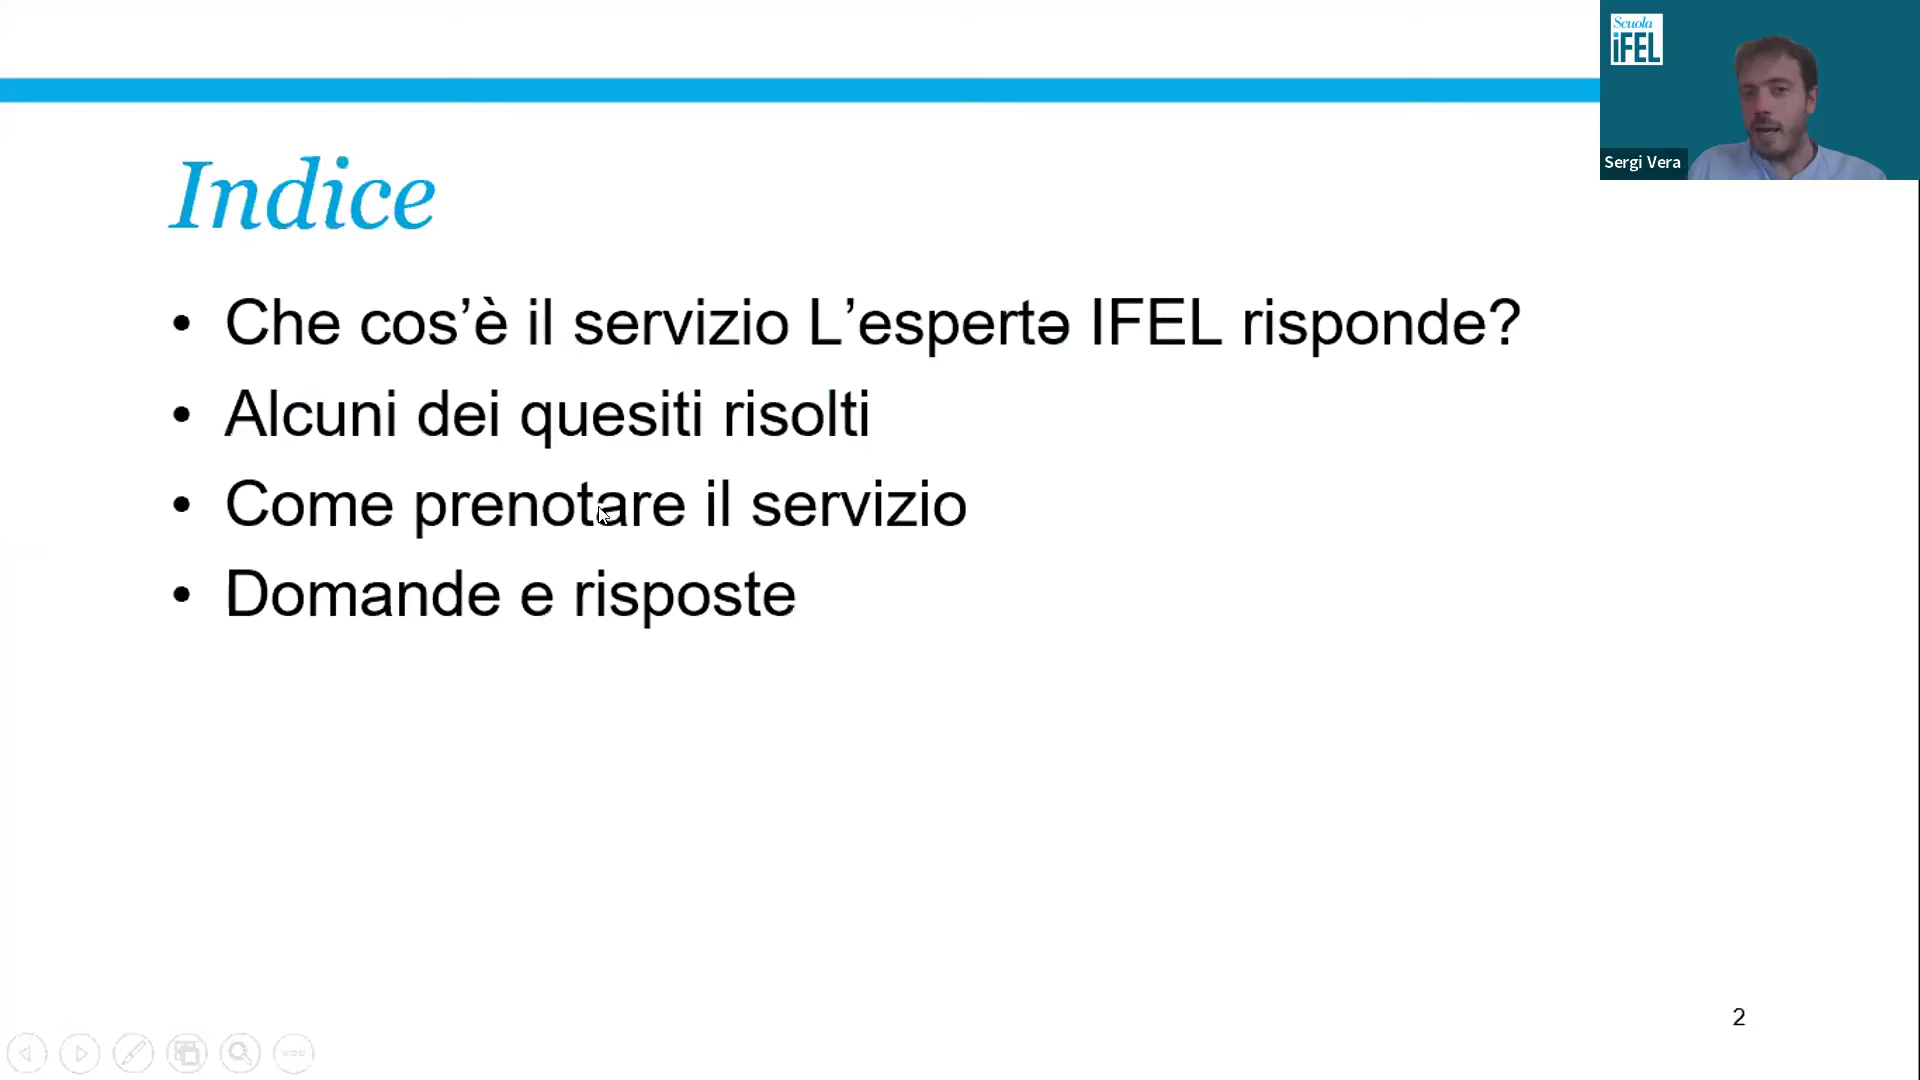 Scuola
iFEL
Sergi Vera
Indice
• Che cos’è il servizio L’espertə IFEL risponde?
• Alcuni dei quesiti risolti
• Come prenotare il servizio
• Domande e risposte
2